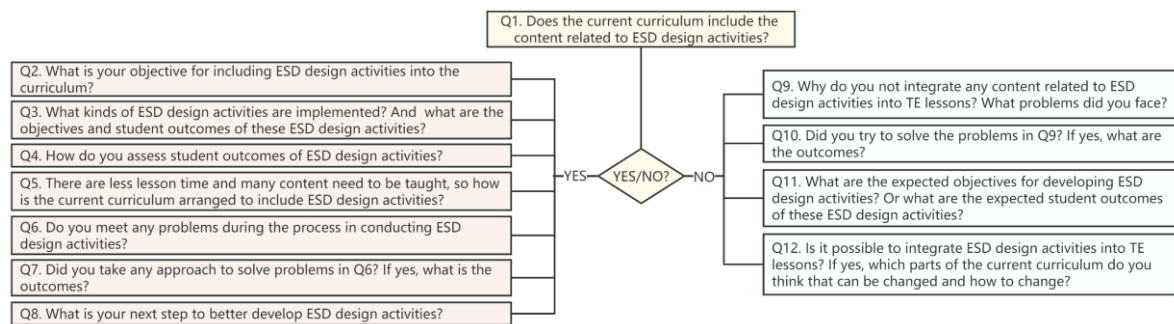 Q1. Does the current curriculum include the
content related to ESD design activities?
Q2. What is your objective for including ESD design activities into the
curriculum?
Q3. What kinds of ESD design activities are implemented? And what are the
objectives and student outcomes of these ESD design activities?
Q4. How do you assess student outcomes of ESD design activities?
Q5. There are less lesson time and many content need to be taught, so how
is the current curriculum arranged to include ESD design activities?
Q6. Do you meet any problems during the process in conducting ESD
design activities?
Q7. Did you take any approach to solve problems in Q6? If yes, what is the
outcomes?
Q8. What is your next step to better develop ESD design activities?
YES
YES/NO?
NO
Q9. Why do you not integrate any content related to ESD
design activities into TE lessons? What problems did you face?
Q10. Did you try to solve the problems in Q9? If yes, what are
the outcomes?
Q11. What are the expected objectives for developing ESD
design activities? Or what are the expected student outcomes
of these ESD design activities?
Q12. Is it possible to integrate ESD design activities into TE
lessons? If yes, which parts of the current curriculum do you
think that can be changed and how to change?